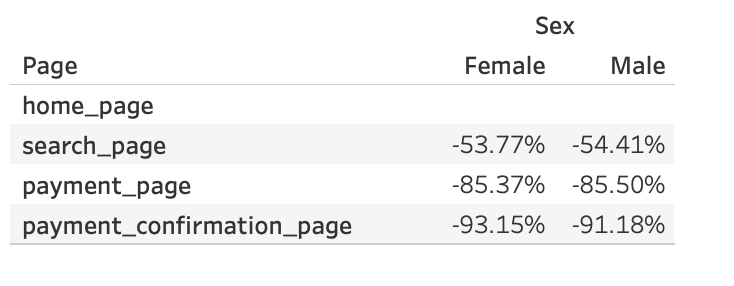 Sex
Page Female Male
home_page
search_page -53.77% -54.41%
payment_page -85.37% -85.50%
payment_confirmation_page -93.15% -91.18%